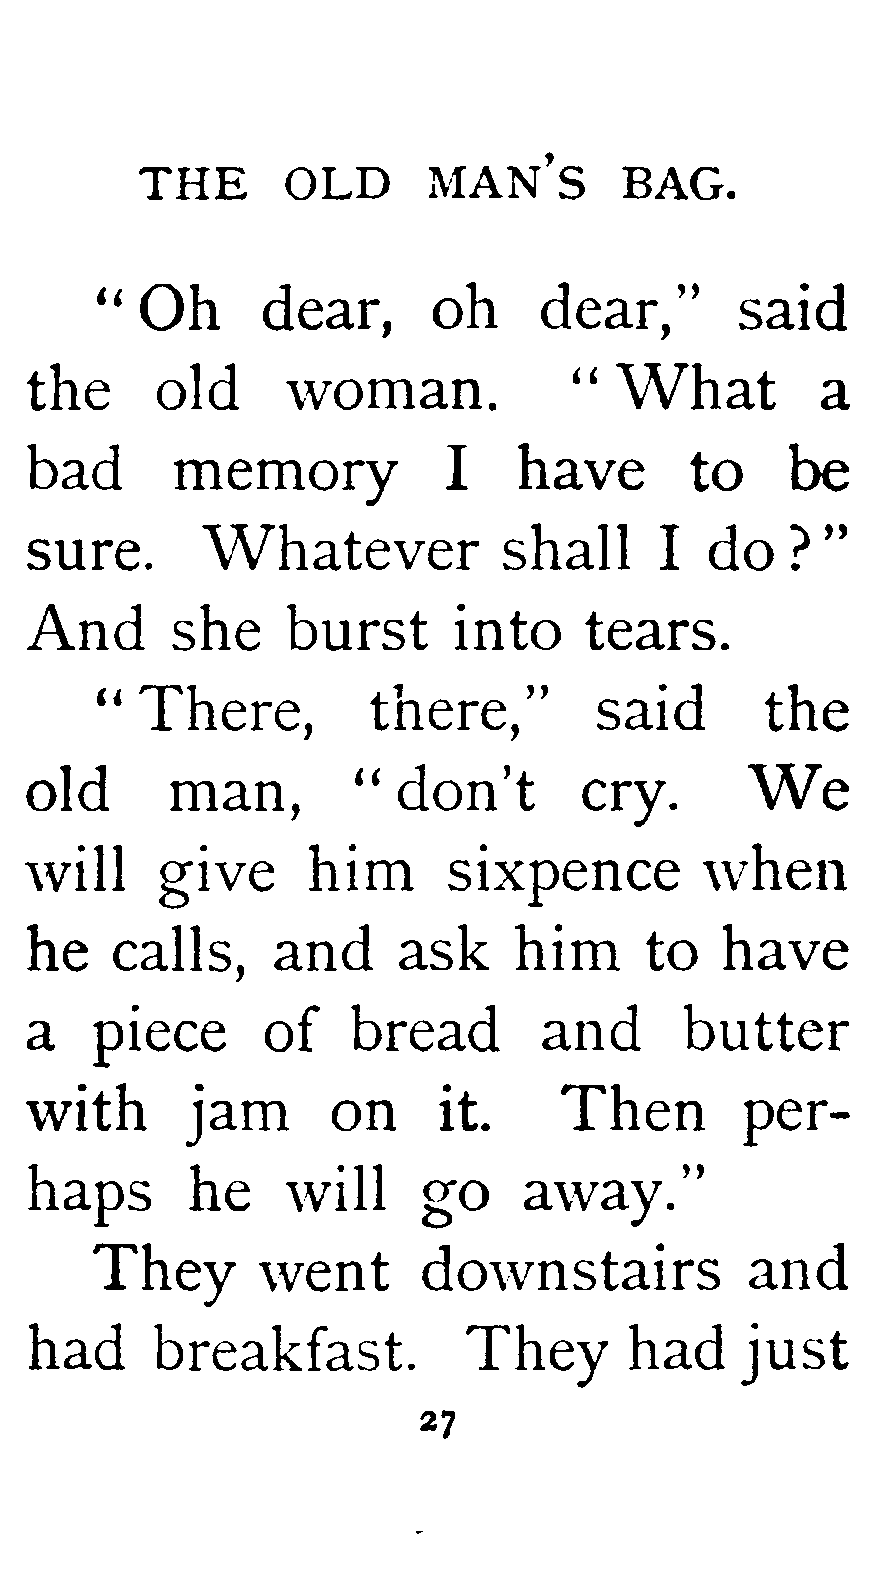 THE OLD MAN'S BAG.
"Oh dear, oh dear," said
the old woman. "What a
bad memory I have to be
sure. Whatever shall I do?"
And she burst into tears.
"There, there," said the
old man, "don't cry. We
will give him sixpence when
he calls, and ask him to have
a piece of bread and butter
with jam on it. Then per-
haps he will go away."
They went downstairs and
had breakfast. They had just
27